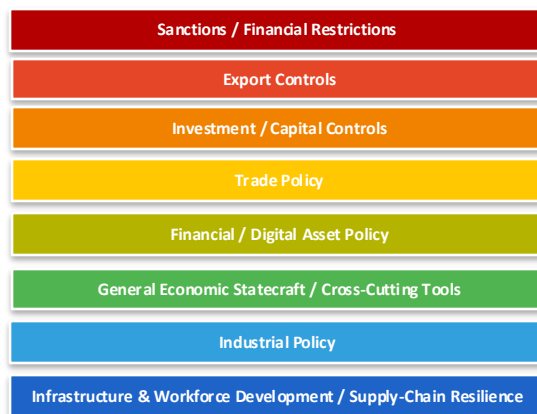 Sanctions / Financial Restrictions
Export Controls
Investment / Capital Controls
Trade Policy
Financial / Digital Asset Policy
General Economic Statecraft / Cross-Cutting Tools
Industrial Policy
Infrastructure & Workforce Development / Supply-Chain Resilience